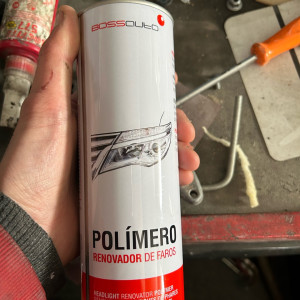 BOSSAUTO
POLÍMERO
RENOVADOR DE FAROS
HEADLIGHT RENOVATOR POLYMER